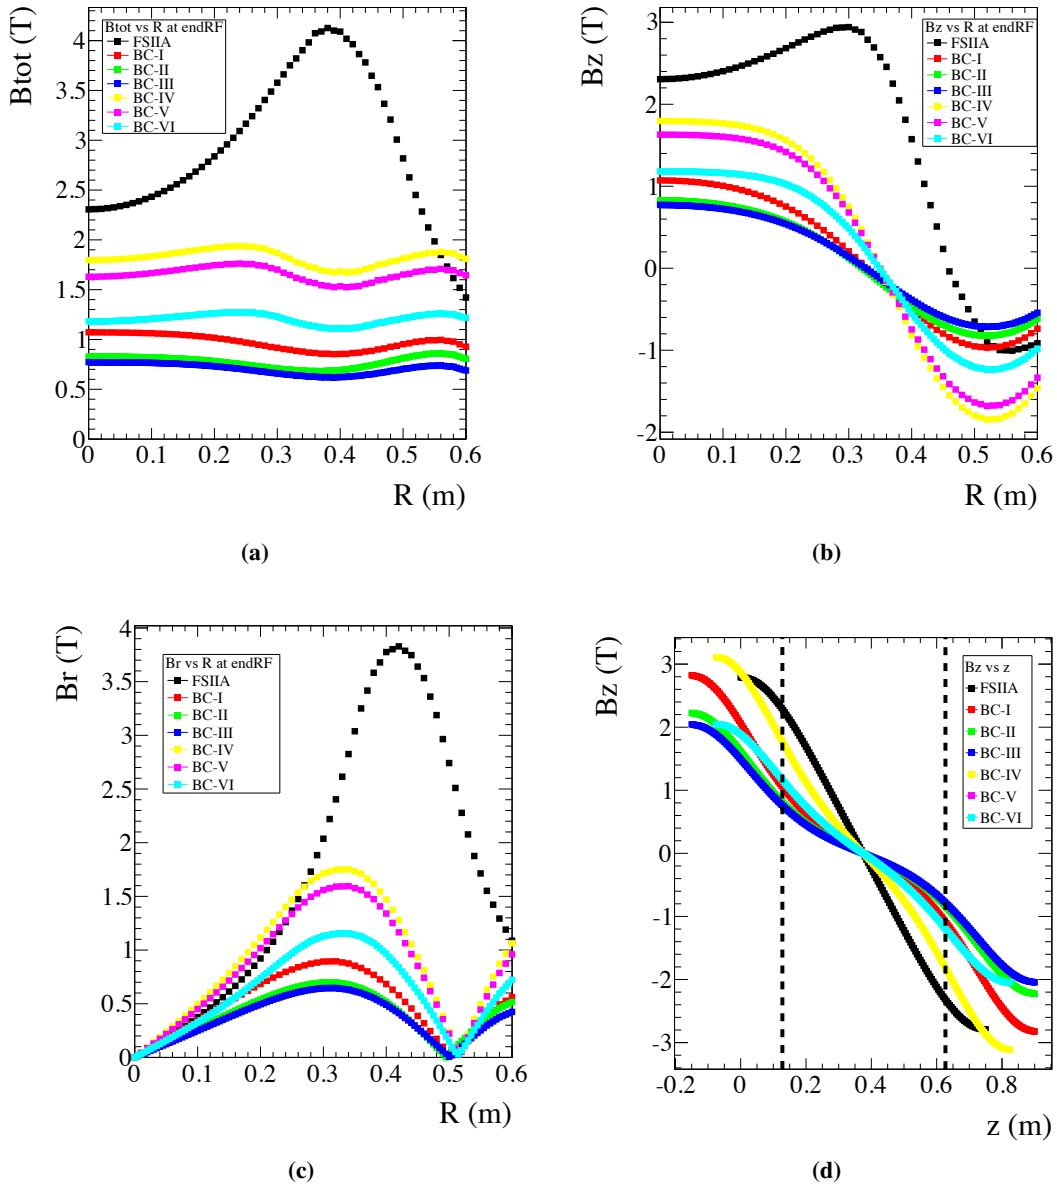 Btot (T)
4
3.5
3
2.5
2
1.5
1
0.5
0
Btot vs R at endRF
FSIIA
BC-I
BC-II
BC-III
BC-IV
BC-V
BC-VI
0 0.1 0.2 0.3 0.4 0.5 0.6
R (m)
(a)
Bz (T)
3
2
1
0
-1
-2
Bz vs R at endRF
FSIIA
BC-I
BC-II
BC-III
BC-IV
BC-V
BC-VI
0 0.1 0.2 0.3 0.4 0.5 0.6
R (m)
(b)
Br (T)
4
3.5
3
2.5
2
1.5
1
0.5
0
Br vs R at endRF
FSIIA
BC-I
BC-II
BC-III
BC-IV
BC-V
BC-VI
0 0.1 0.2 0.3 0.4 0.5 0.6
R (m)
(c)
Bz (T)
3
2
1
0
-1
-2
-3
Bz vs z
FSIIA
BC-I
BC-II
BC-III
BC-IV
BC-V
BC-VI
-0.2 0 0.2 0.4 0.6 0.8
z (m)
(d)